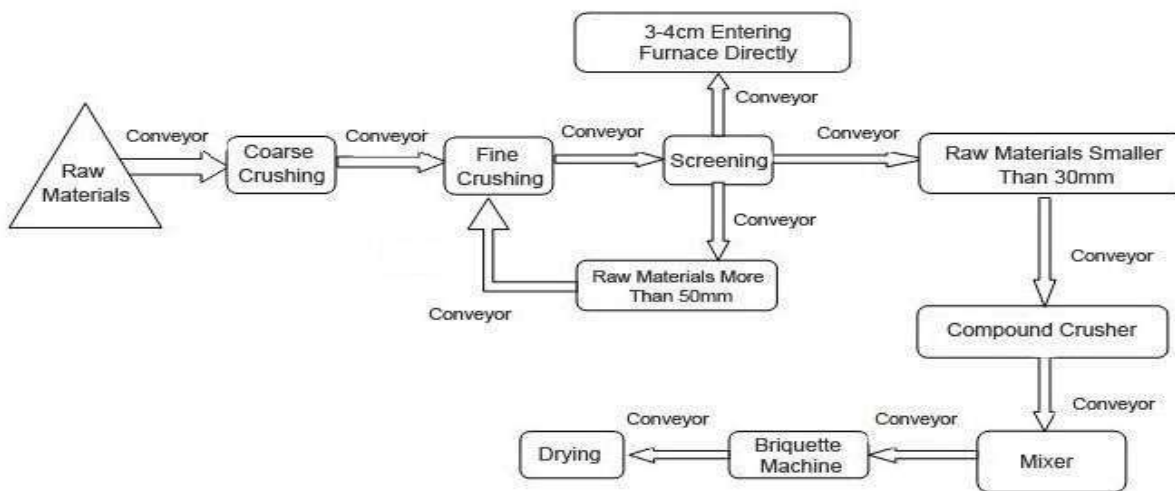 3-4cm Entering
Furnace Directly
Conveyor
Conveyor
Conveyor
Conveyor
Conveyor
Raw
Materials
Coarse
Crushing
Fine
Crushing
Screening
Raw Materials Smaller
Than 30mm
Conveyor
Raw Materials More
Than 50mm
Conveyor
Conveyor
Compound Crusher
Conveyor
Conveyor
Conveyor
Drying
Briquette
Machine
Mixer